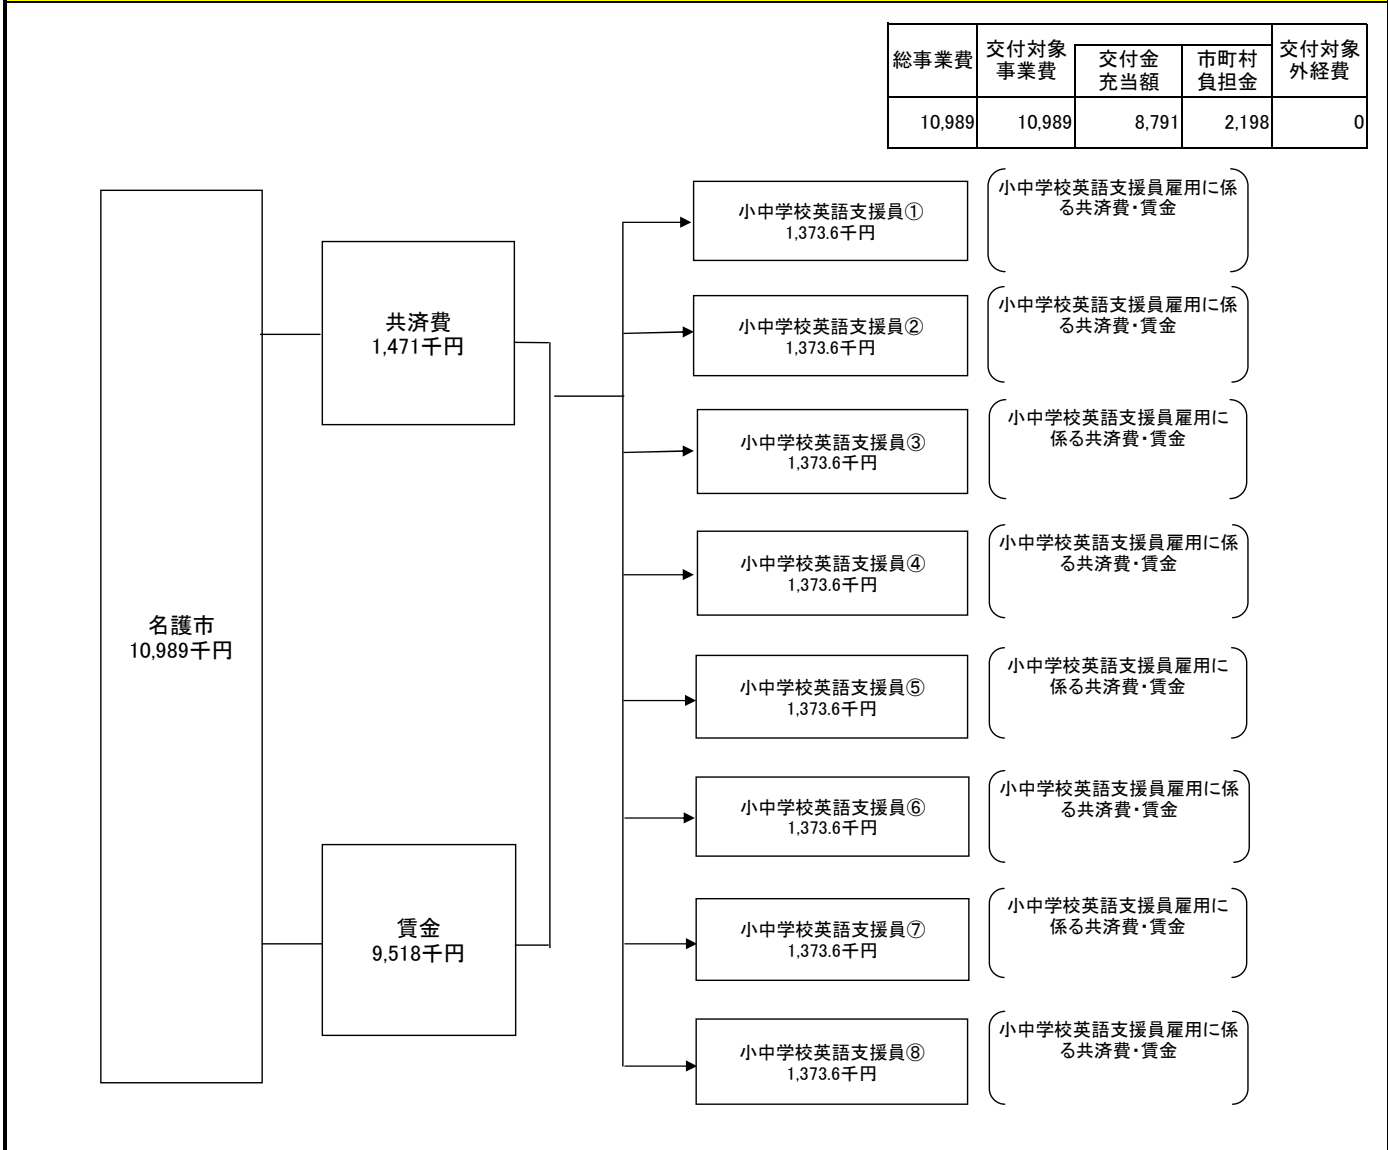 総事業費
交付対象
事業費
交付金
充当額
市町村
負担金
交付対象
外経費
10,989
10,989
8,791
2,198
0
名護市
10,989千円
共済費
1,471千円
賃金
9,518千円
小中学校英語支援員①
1,373.6千円
小中学校英語支援員雇用に係
る共済費・賃金
小中学校英語支援員②
1,373.6千円
小中学校英語支援員雇用に係
る共済費・賃金
小中学校英語支援員③
1,373.6千円
小中学校英語支援員雇用に
係る共済費・賃金
小中学校英語支援員④
1,373.6千円
小中学校英語支援員雇用に係
る共済費・賃金
小中学校英語支援員⑤
1,373.6千円
小中学校英語支援員雇用に
係る共済費・賃金
小中学校英語支援員⑥
1,373.6千円
小中学校英語支援員雇用に係
る共済費・賃金
小中学校英語支援員⑦
1,373.6千円
小中学校英語支援員雇用に
係る共済費・賃金
小中学校英語支援員⑧
1,373.6千円
小中学校英語支援員雇用に係
る共済費・賃金